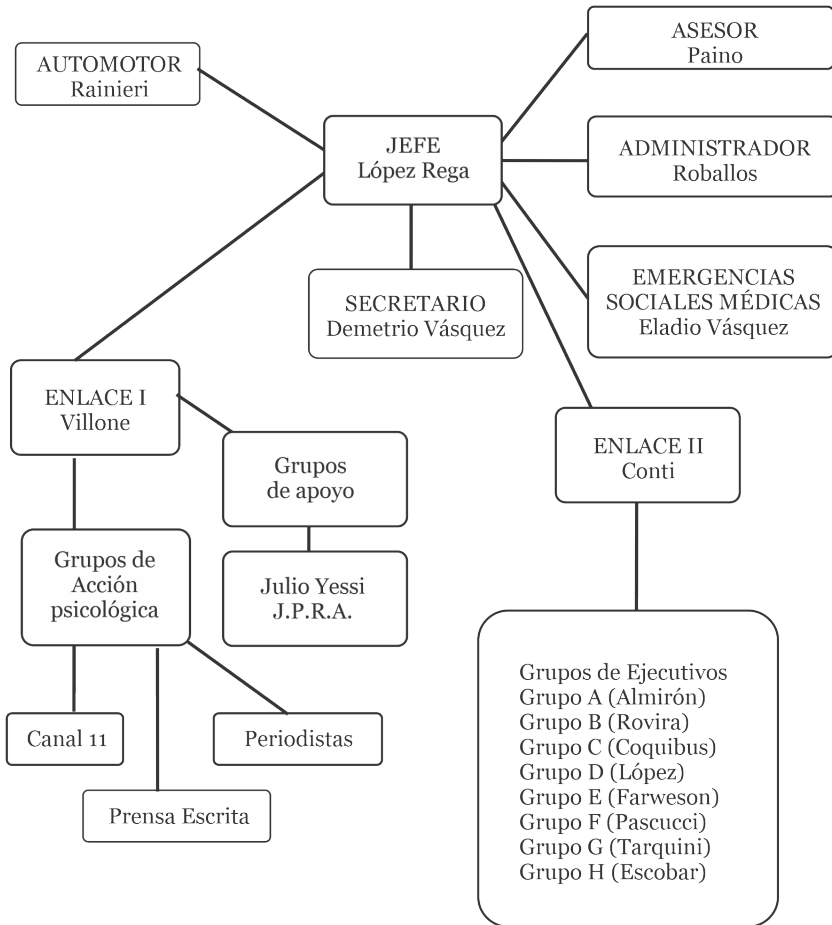 AUTOMOTOR
Rainieri
ASESOR
Paino
JEFE
López Rega
ADMINISTRADOR
Roballos
SECRETARIO
Demetrio Vásquez
EMERGENCIAS
SOCIALES MÉDICAS
Eladio Vásquez
ENLACE I
Villone
Grupos
de apoyo
ENLACE II
Conti
Grupos de
Acción
psicológica
Julio Yessi
J.P.R.A.
Canal 11
Periodistas
Prensa Escrita
Grupos de Ejecutivos
Grupo A (Almirón)
Grupo B (Rovira)
Grupo C (Coquibus)
Grupo D (López)
Grupo E (Farweson)
Grupo F (Pascucci)
Grupo G (Tarquini)
Grupo H (Escobar)